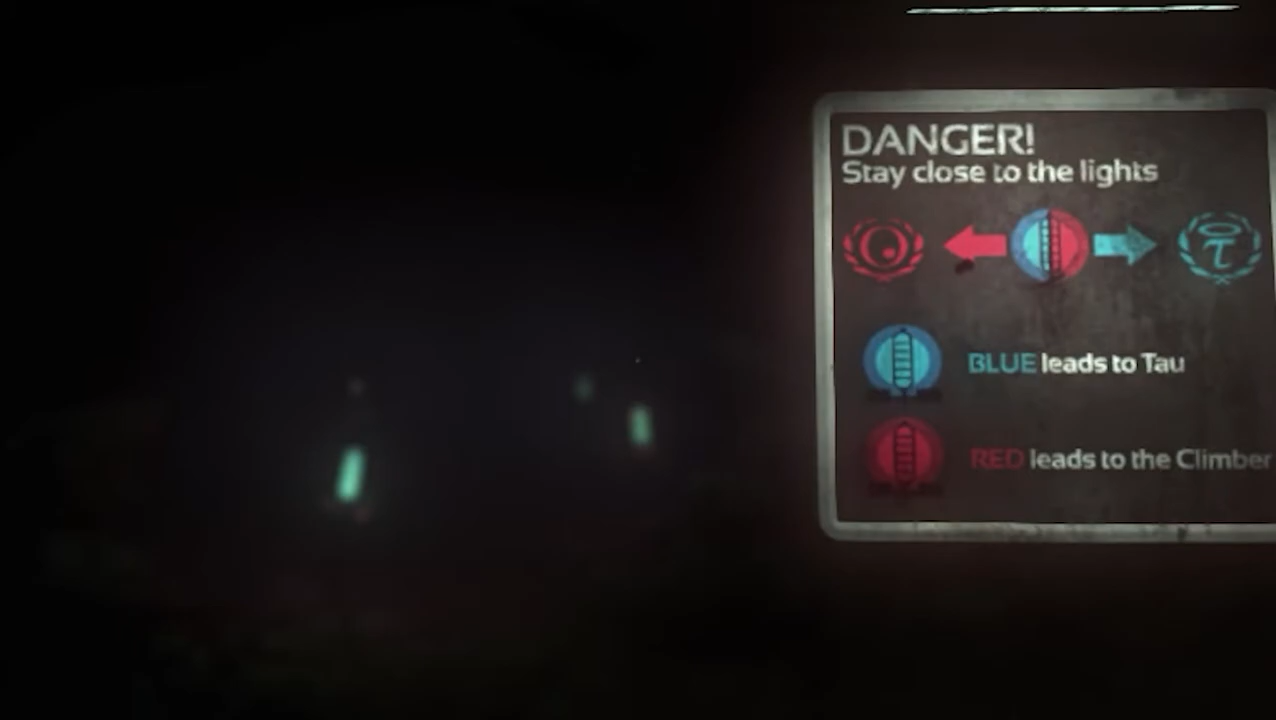 DANGER!
Stay close to the lights
τ
BLUE leads to Tau
RED leads to the Climber